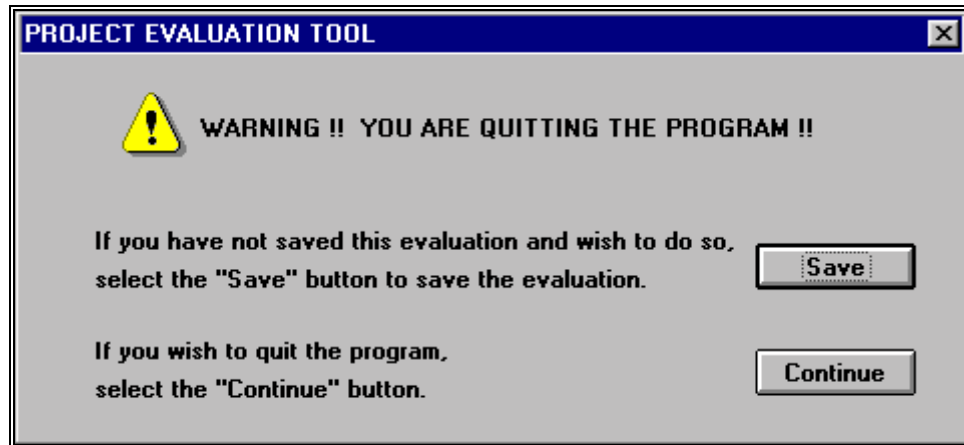 PROJECT EVALUATION TOOL
WARNING !! YOU ARE QUITTING THE PROGRAM !!
If you have not saved this evaluation and wish to do so,
select the "Save" button to save the evaluation.
Save
If you wish to quit the program,
select the "Continue" button.
Continue